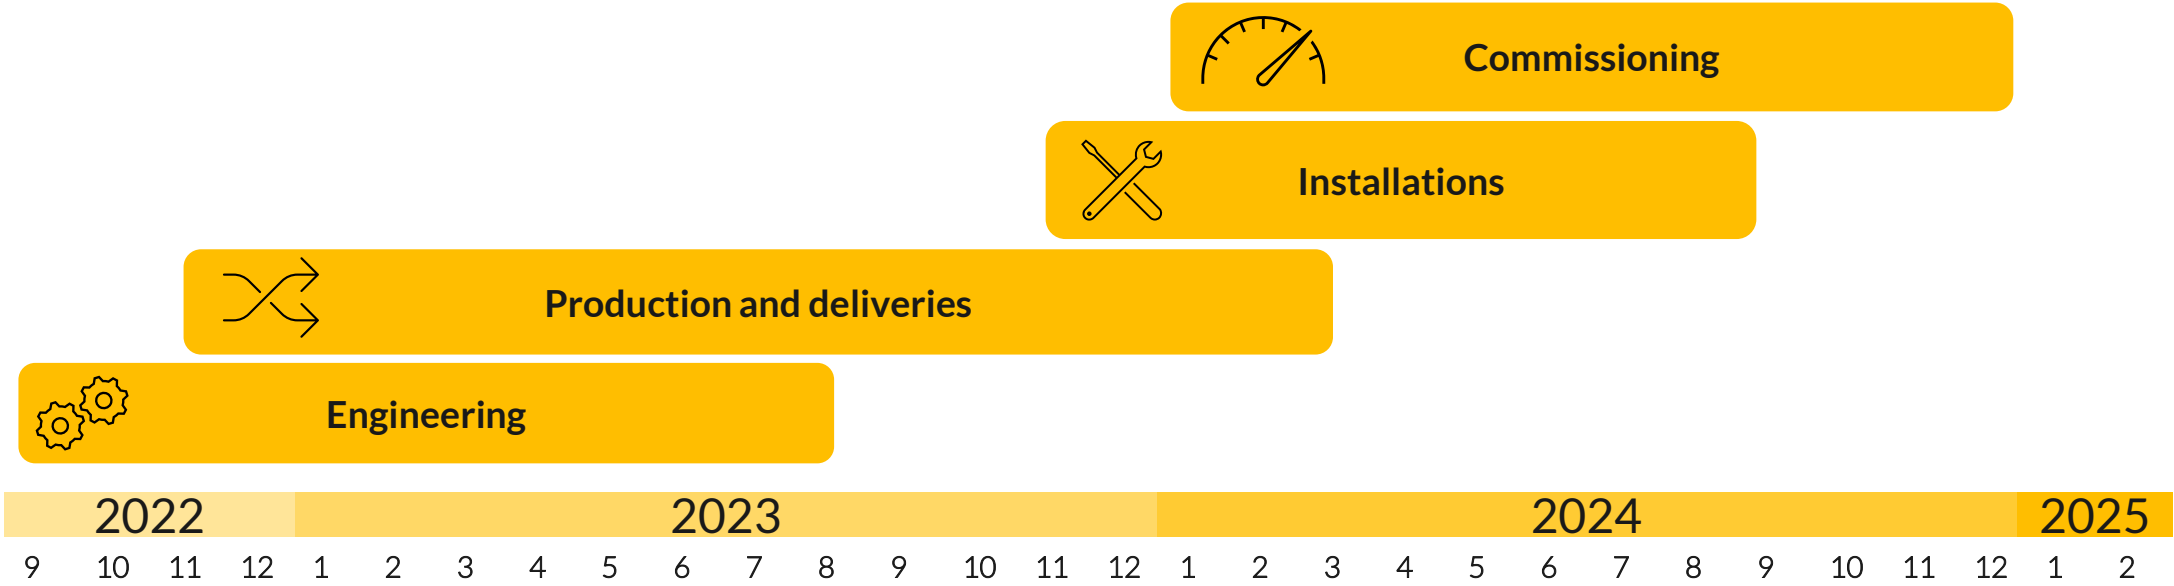 Commissioning
Installations
Production and deliveries
Engineering
2022 2023 2024 2025
9 10 11 12 1 2 3 4 5 6 7 8 9 10 11 12 1 2 3 4 5 6 7 8 9 10 11 12 1 2